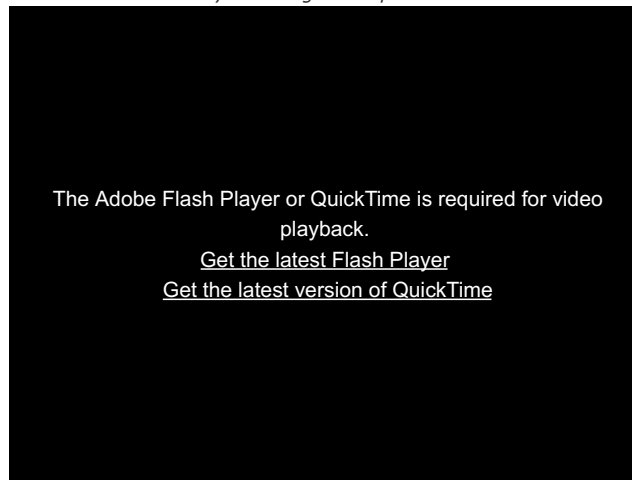 The Adobe Flash Player or QuickTime is required for video
playback.
Get the latest Flash Player
Get the latest version of QuickTime